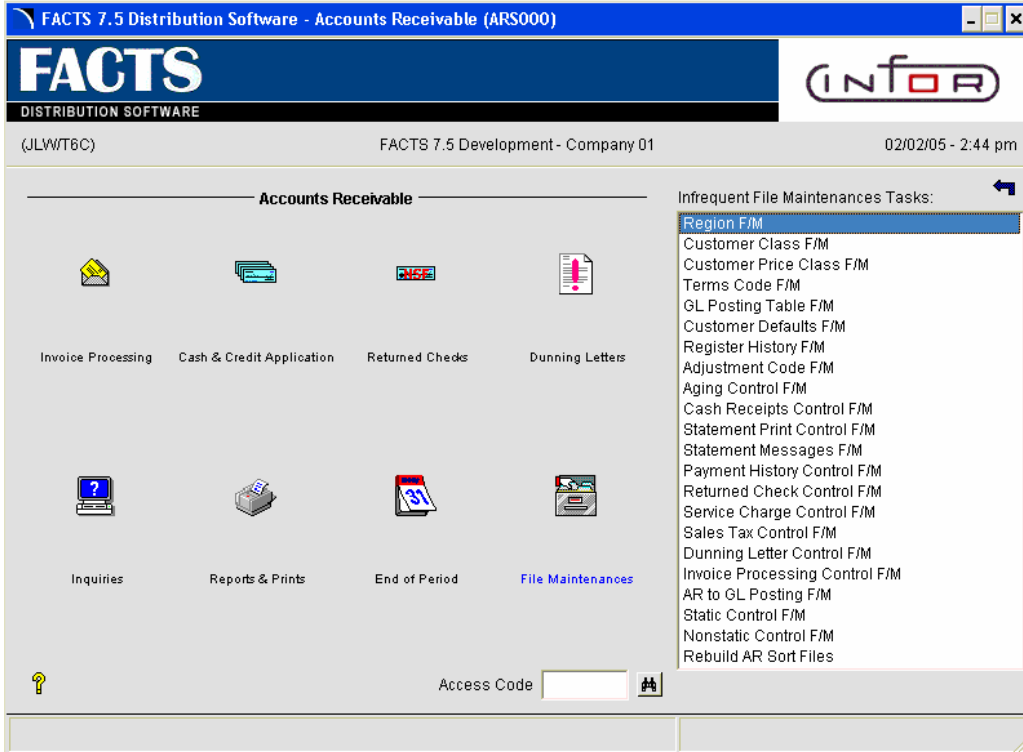 FACTS 7.5 Distribution Software - Accounts Receivable (ARS000)
FACTS
DISTRIBUTION SOFTWARE
INFOR
(JLW/T6C)
FACTS 7.5 Development - Company 01
02/02/05 - 2:44 pm
Accounts Receivable
NSF
Invoice Processing
Cash & Credit Application
Returned Checks
Dunning Letters
?
31
Inquiries
Reports & Prints
End of Period
File Maintenances
?
Access Code
Infrequent File Maintenances Tasks:
Region F/M
Customer Class F/M
Customer Price Class F/M
Terms Code F/M
GL Posting Table F/M
Customer Defaults F/M
Register History F/M
Adjustment Code F/M
Aging Control F/M
Cash Receipts Control F/M
Statement Print Control F/M
Statement Messages F/M
Payment History Control F/M
Returned Check Control F/M
Service Charge Control F/M
Sales Tax Control F/M
Dunning Letter Control F/M
Invoice Processing Control F/M
AR to GL Posting F/M
Static Control F/M
Nonstatic Control F/M
Rebuild AR Sort Files